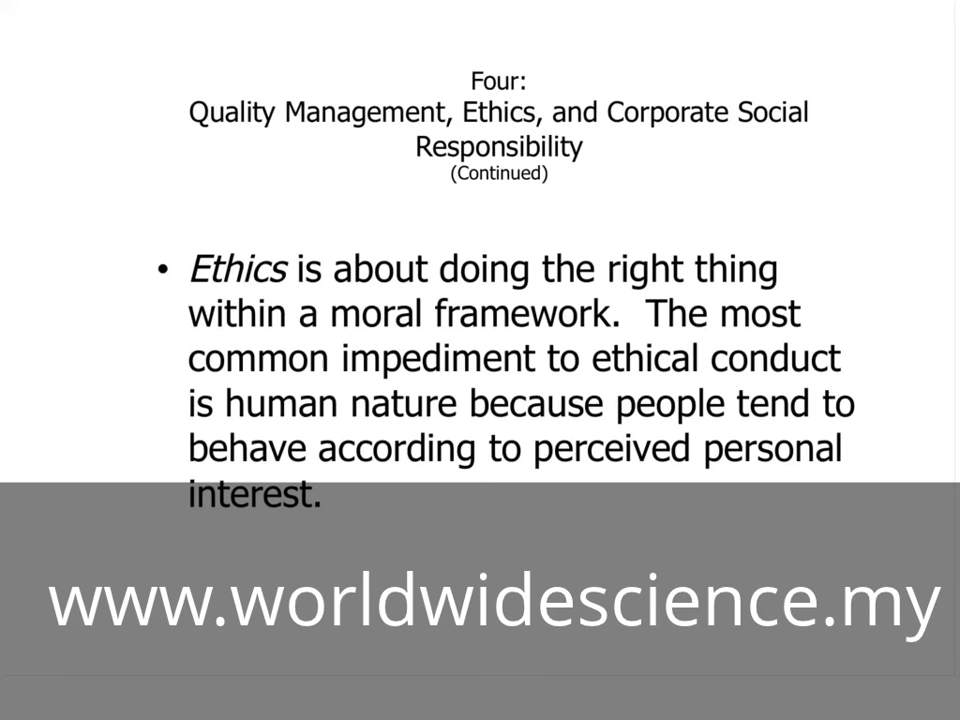 Four:
Quality Management, Ethics, and Corporate Social
Responsibility
(Continued)
• Ethics is about doing the right thing
within a moral framework.  The most
common impediment to ethical conduct
is human nature because people tend to
behave according to perceived personal
interest.
www.worldwidescience.my